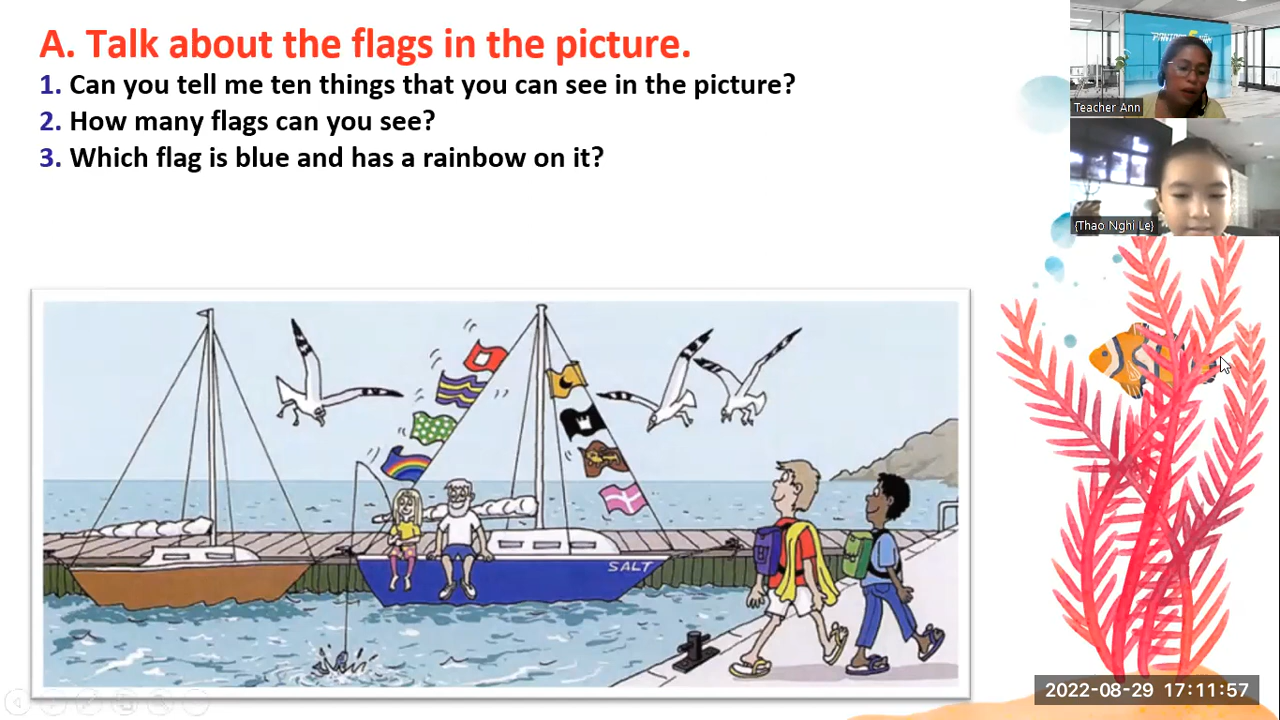 A. Talk about the flags in the picture.
1. Can you tell me ten things that you can see in the picture?
2. How many flags can you see?
3. Which flag is blue and has a rainbow on it?
Teacher Ann
{Thao Nghi Le}
SALT
2022-08-29 17:11:57